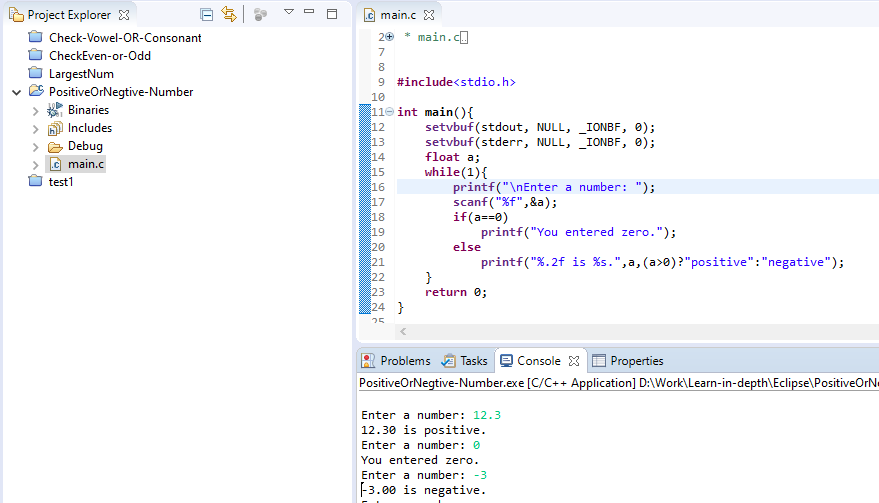 Project Explorer
Check-Vowel-OR-Consonant
CheckEven-or-Odd
LargestNum
PositiveOrNegtive-Number
Binaries
Includes
Debug
main.c
test1
main.c
2 * main.c
7
8
9 #include<stdio.h>
10
11 int main(){
12 setvbuf(stdout, NULL, _IONBF, 0);
13 setvbuf(stderr, NULL, _IONBF, 0);
14 float a;
15 while(1){
16 printf("\nEnter a number: ");
17 scanf("%f",&a);
18 if(a==0)
19 printf("You entered zero.");
20 else
21 printf("%.2f is %s.",a,(a>0)?"positive":"negative");
22 }
23 return 0;
24 }
25
Problems Tasks Console Properties
PositiveOrNegtive-Number.exe [C/C++ Application] D:\Work\Learn-in-depth\Eclipse\PositiveOrNe
Enter a number: 12.3
12.30 is positive.
Enter a number: 0
You entered zero.
Enter a number: -3
-3.00 is negative.